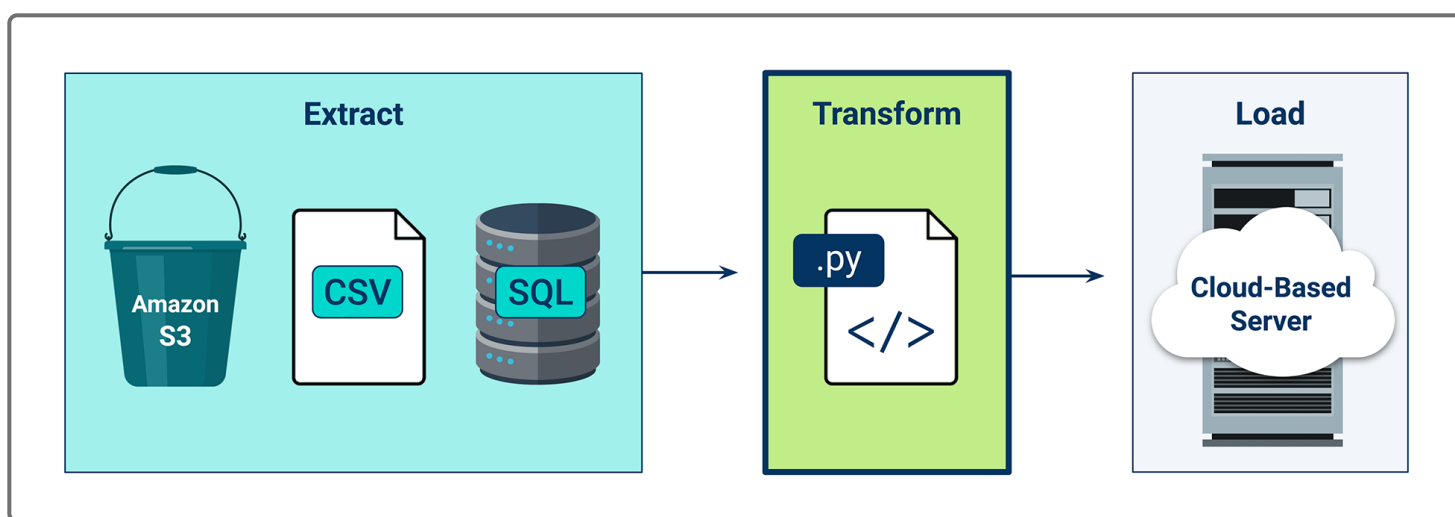 Extract
Amazon
S3
CSV
SQL
Transform
.py
</>
Load
Cloud-Based
Server